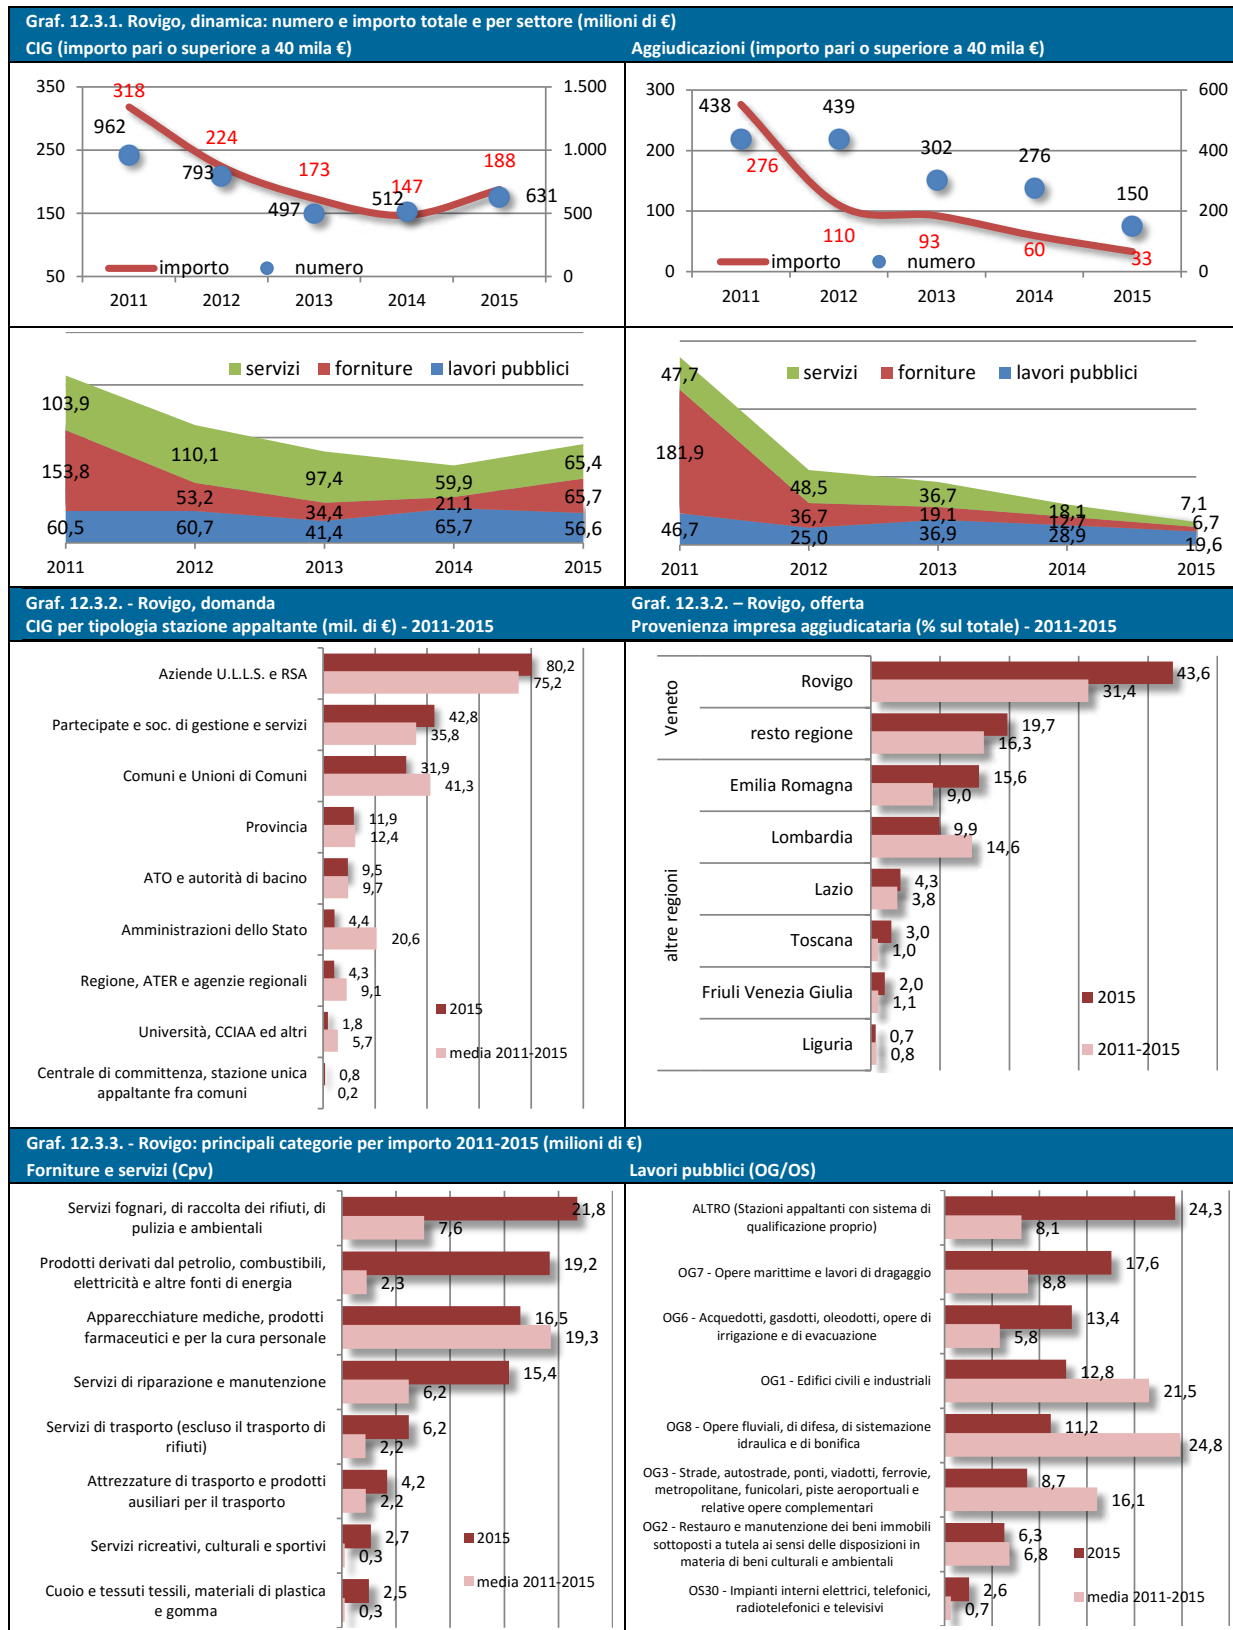 Graf. 12.3.1. Rovigo, dinamica: numero e importo totale e per settore (milioni di €)
CIG (importo pari o superiore a 40 mila €)
Aggiudicazioni (importo pari o superiore a 40 mila €)
350
250
150
50
1.500
1.000
500
0
318
224
173
147
188
962
793
497
512
631
importo
numero
2011
2012
2013
2014
2015
300
200
100
0
600
400
200
0
438
439
302
276
150
276
110
93
60
33
importo
numero
2011
2012
2013
2014
2015
servizi
forniture
lavori pubblici
103,9
110,1
97,4
59,9
65,4
153,8
53,2
34,4
21,1
65,7
60,5
60,7
41,4
65,7
56,6
2011
2012
2013
2014
2015
servizi
forniture
lavori pubblici
47,7
48,5
36,7
18,1
7,1
181,9
36,7
19,1
12,7
6,7
46,7
25,0
36,9
28,9
19,6
2011
2012
2013
2014
2015
Graf. 12.3.2. - Rovigo, domanda
CIG per tipologia stazione appaltante (mil. di €) - 2011-2015
Graf. 12.3.2. – Rovigo, offerta
Provenienza impresa aggiudicataria (% sul totale) - 2011-2015
Aziende U.L.L.S. e RSA
80,2
75,2
Partecipate e soc. di gestione e servizi
42,8
35,8
Comuni e Unioni di Comuni
31,9
41,3
Provincia
11,9
12,4
ATO e autorità di bacino
9,5
9,7
Amministrazioni dello Stato
4,4
20,6
Regione, ATER e agenzie regionali
4,3
9,1
Università, CCIAA ed altri
1,8
5,7
Centrale di committenza, stazione unica
appaltante fra comuni
0,8
0,2
2015
media 2011-2015
Veneto
altre regioni
Rovigo
43,6
31,4
resto regione
19,7
16,3
Emilia Romagna
15,6
9,0
Lombardia
9,9
14,6
Lazio
4,3
3,8
Toscana
3,0
1,0
Friuli Venezia Giulia
2,0
1,1
Liguria
0,7
0,8
2015
2011-2015
Graf. 12.3.3. - Rovigo: principali categorie per importo 2011-2015 (milioni di €)
Forniture e servizi (Cpv)
Lavori pubblici (OG/OS)
Servizi fognari, di raccolta dei rifiuti, di
pulizia e ambientali
21,8
7,6
Prodotti derivati dal petrolio, combustibili,
elettricità e altre fonti di energia
19,2
2,3
Apparecchiature mediche, prodotti
farmaceutici e per la cura personale
16,5
19,3
Servizi di riparazione e manutenzione
15,4
6,2
Servizi di trasporto (escluso il trasporto di
rifiuti)
6,2
2,2
Attrezzature di trasporto e prodotti
ausiliari per il trasporto
4,2
2,2
Servizi ricreativi, culturali e sportivi
2,7
0,3
Cuoio e tessuti tessili, materiali di plastica
e gomma
2,5
0,3
2015
media 2011-2015
ALTRO (Stazioni appaltanti con sistema di
qualificazione proprio)
24,3
8,1
OG7 - Opere marittime e lavori di dragaggio
17,6
8,8
OG6 - Acquedotti, gasdotti, oleodotti, opere di
irrigazione e di evacuazione
13,4
5,8
OG1 - Edifici civili e industriali
12,8
21,5
OG8 - Opere fluviali, di difesa, di sistemazione
idraulica e di bonifica
11,2
24,8
OG3 - Strade, autostrade, ponti, viadotti, ferrovie,
metropolitane, funicolari, piste aeroportuali e
relative opere complementari
8,7
16,1
OG2 - Restauro e manutenzione dei beni immobili
sottoposti a tutela ai sensi delle disposizioni in
materia di beni culturali e ambientali
6,3
6,8
OS30 - Impianti interni elettrici, telefonici,
radiotelefonici e televisivi
2,6
0,7
2015
media 2011-2015